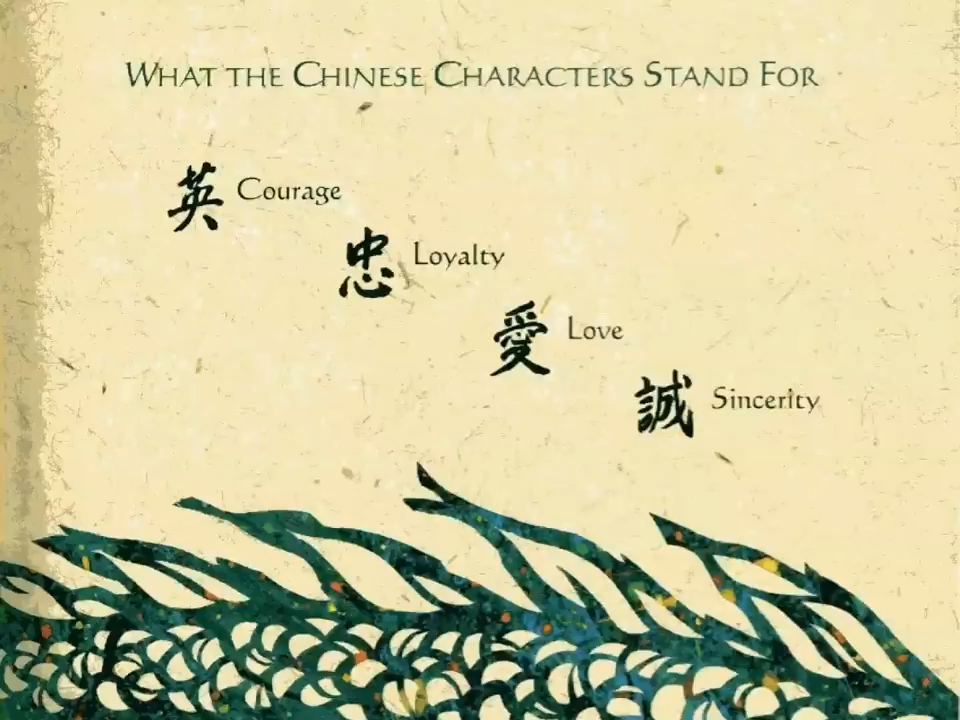 WHAT THE CHINESE CHARACTERS STAND FOR
英 Courage
忠 Loyalty
愛 Love
誠 Sincerity